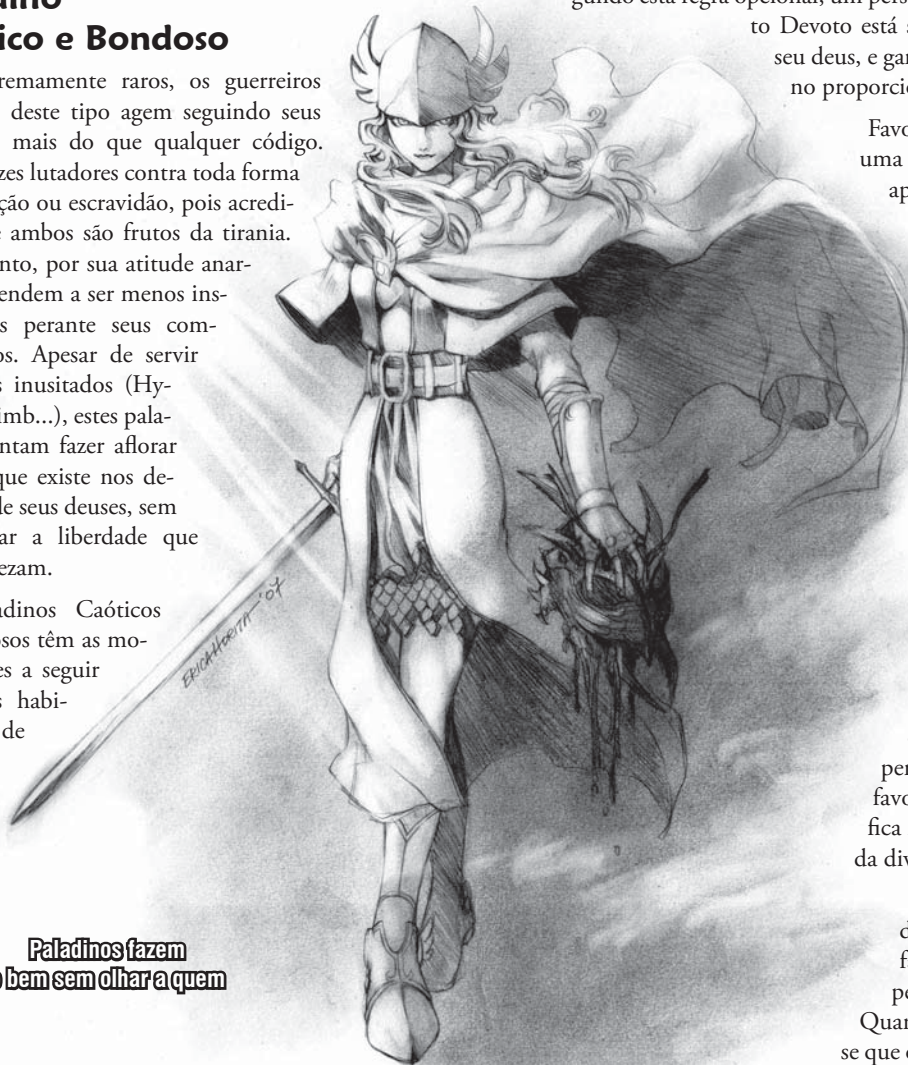 ico e Bondoso
remamente raros, os guerreiros
deste tipo agem seguindo seus
mais do que qualquer código.
zes lutadores contra toda forma
ção ou escravidão, pois acredi-
e ambos são frutos da tirania.
nto, por sua atitude anar-
endem a ser menos ins-
s perante seus com-
os. Apesar de servir
s inusitados (Hy-
imb...), estes pala-
ntam fazer aflorar
que existe nos de-
de seus deuses, sem
ar a liberdade que
ezam.
adinos Caóticos
osos têm as mo-
es a seguir
s habi-
de
Paladinos fazem
o bem sem olhar a quem
ERICA HORITA '07
gundo esta regra opcional, um pers
to Devoto está s
seu deus, e gar
no proporcio
Favo
uma
ap
per
favo
fica
da div
d
fa
pe
Quan
se que o